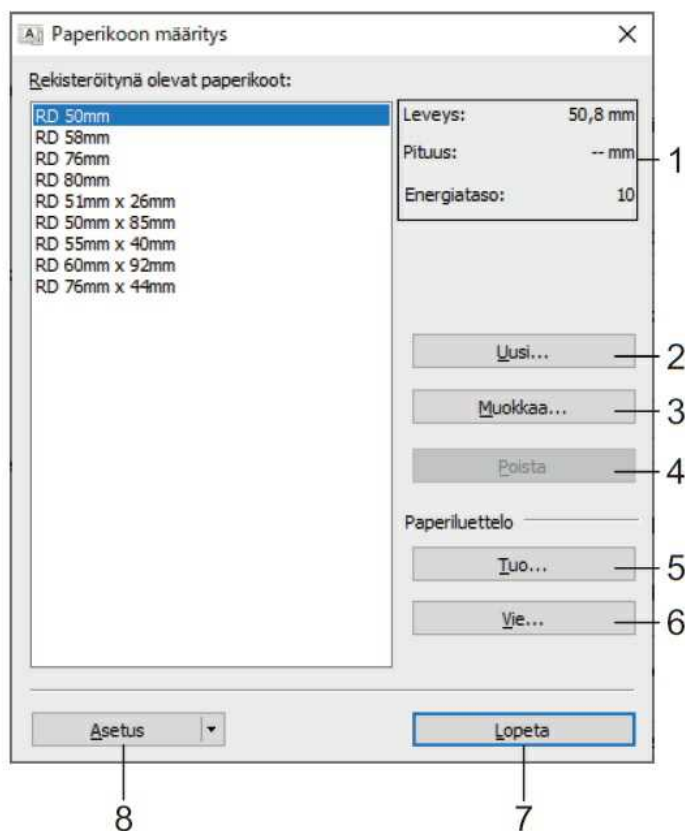 Paperikoon määritys
Rekisteröitynä olevat paperikoot:
RD 50mm
RD 58mm
RD 76mm
RD 80mm
RD 51mm x 26mm
RD 50mm x 85mm
RD 55mm x 40mm
RD 60mm x 92mm
RD 76mm x 44mm
Leveys: 50,8 mm
Pituus: -- mm
Energiataso: 10
1
Uusi... 2
Muokkaa... 3
Poista 4
Paperiluettelo
Tuo... 5
Vie... 6
Asetus Lopeta
8 7